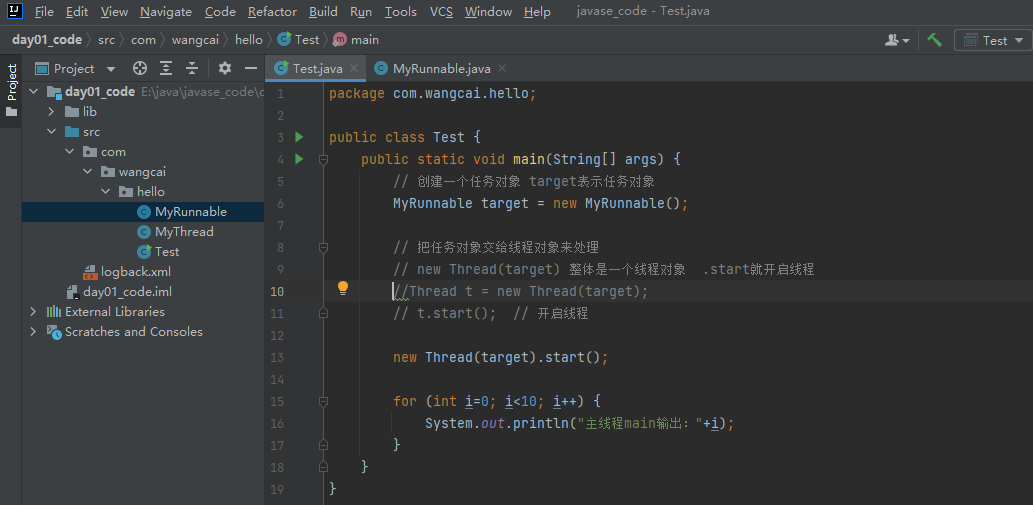 File Edit View Navigate Code Refactor Build Run Tools VCS Window Help javase_code - Test.java
day01_code src com wangcai hello Test main Test
Project
Project
Test.java MyRunnable.java
day01_code E:\java\javase_code\c
lib
src
com
wangcai
hello
MyRunnable
MyThread
Test
logback.xml
day01_code.iml
External Libraries
Scratches and Consoles
1 package com.wangcai.hello;
2
3 public class Test {
4 public static void main(String[] args) {
5 // 创建一个任务对象 target表示任务对象
6 MyRunnable target = new MyRunnable();
7
8 // 把任务对象交给线程对象来处理
9 // new Thread(target) 整体是一个线程对象 .start就开启线程
10 //Thread t = new Thread(target);
11 // t.start(); // 开启线程
12
13 new Thread(target).start();
14
15 for (int i=0; i<10; i++) {
16 System.out.println("主线程main输出："+i);
17 }
18 }
19 }